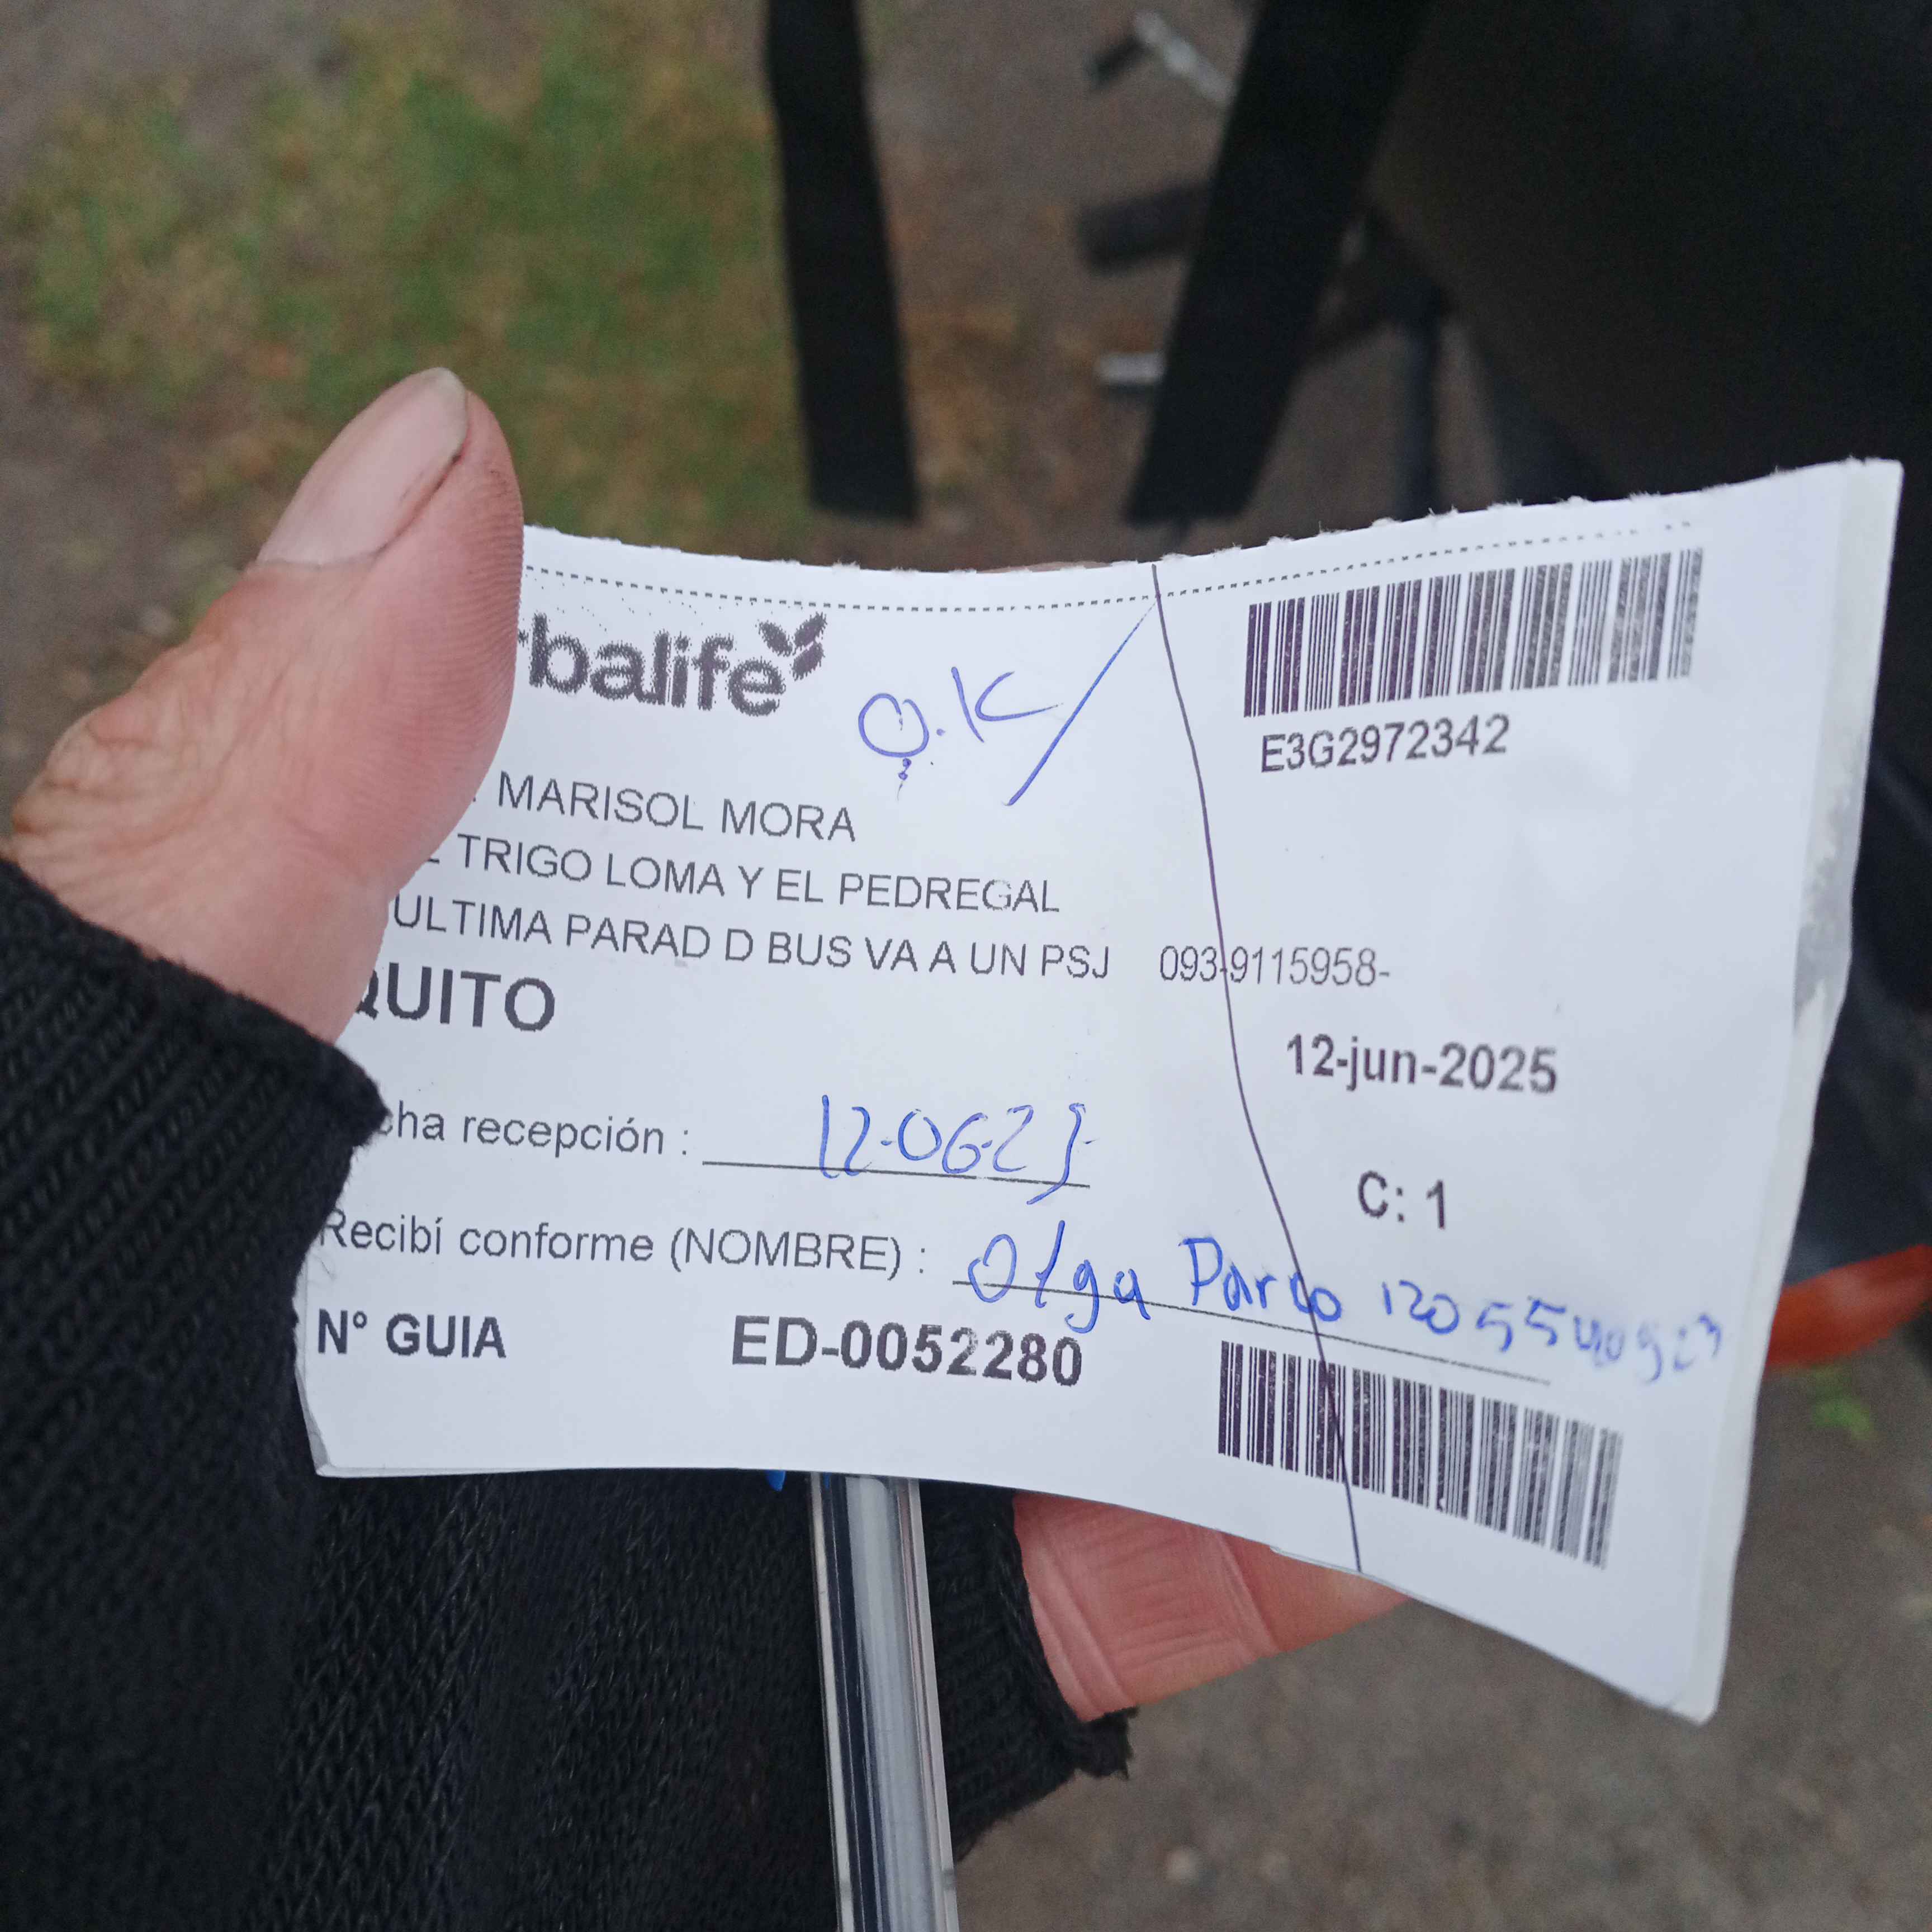 rbalife
O.K
E3G2972342
MARISOL MORA
TRIGO LOMA Y EL PEDREGAL
ULTIMA PARAD D BUS VA A UN PSJ 093-9115958-
QUITO
12-jun-2025
cha recepción : 12-06-25
C: 1
Recibí conforme (NOMBRE) : Olga Parco
N° GUIA ED-0052280